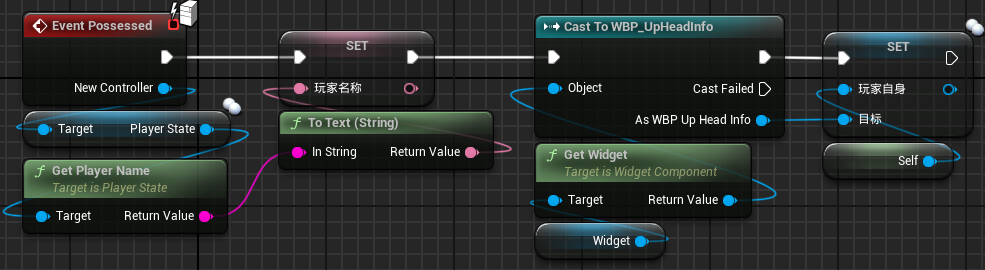 Event Possessed
New Controller
Target
Player State
Get Player Name
Target is Player State
Target
Return Value
SET
玩家名称
To Text (String)
In String
Return Value
Cast To WBP_UpHeadInfo
Object
Cast Failed
As WBP Up Head Info
Get Widget
Target is Widget Component
Target
Return Value
Widget
SET
玩家自身
目标
Self